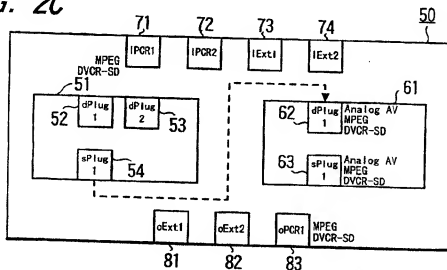 G. 2C
50
71 72 73 74
MPEG
DVCR-SD
IPCR1 IPCR2 IExt1 IExt2
51 61
52 dPlug 1 dPlug 2 53
62 dPlug 1 Analog AV
MPEG
DVCR-SD
sPlug 1 54
63 sPlug 1 Analog AV
MPEG
DVCR-SD
oExt1 oExt2 oPCR1 MPEG
DVCR-SD
81 82 83